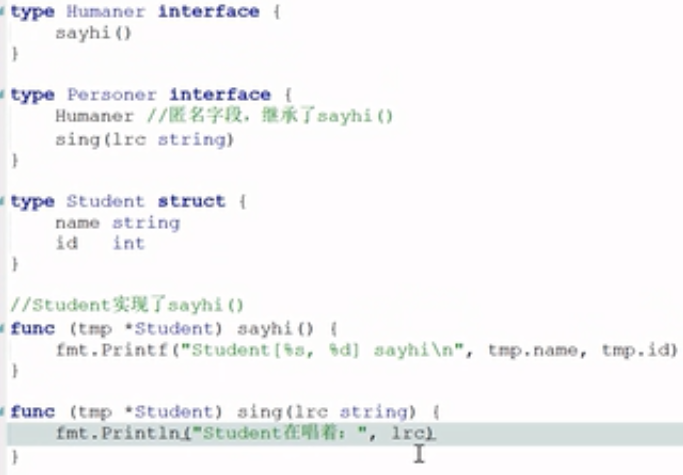 type Humaner interface {
    sayhi()
}
type Personer interface {
    Humaner //匿名字段，继承了sayhi()
    sing(lrc string)
}
type Student struct {
    name string
    id   int
}
//Student实现了sayhi()
func (tmp *Student) sayhi() {
    fmt.Printf("Student[%s, %d] sayhi\n", tmp.name, tmp.id)
}
func (tmp *Student) sing(lrc string) {
    fmt.Println("Student在唱着：", lrc)
}